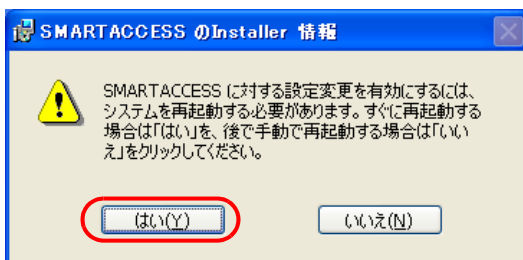 SMARTACCESS のInstaller 情報
SMARTACCESS に対する設定変更を有効にするには、
システムを再起動する必要があります。すぐに再起動する
場合は「はい」を、後で手動で再起動する場合は「いい
え」をクリックしてください。
はい(Y)
いいえ(N)